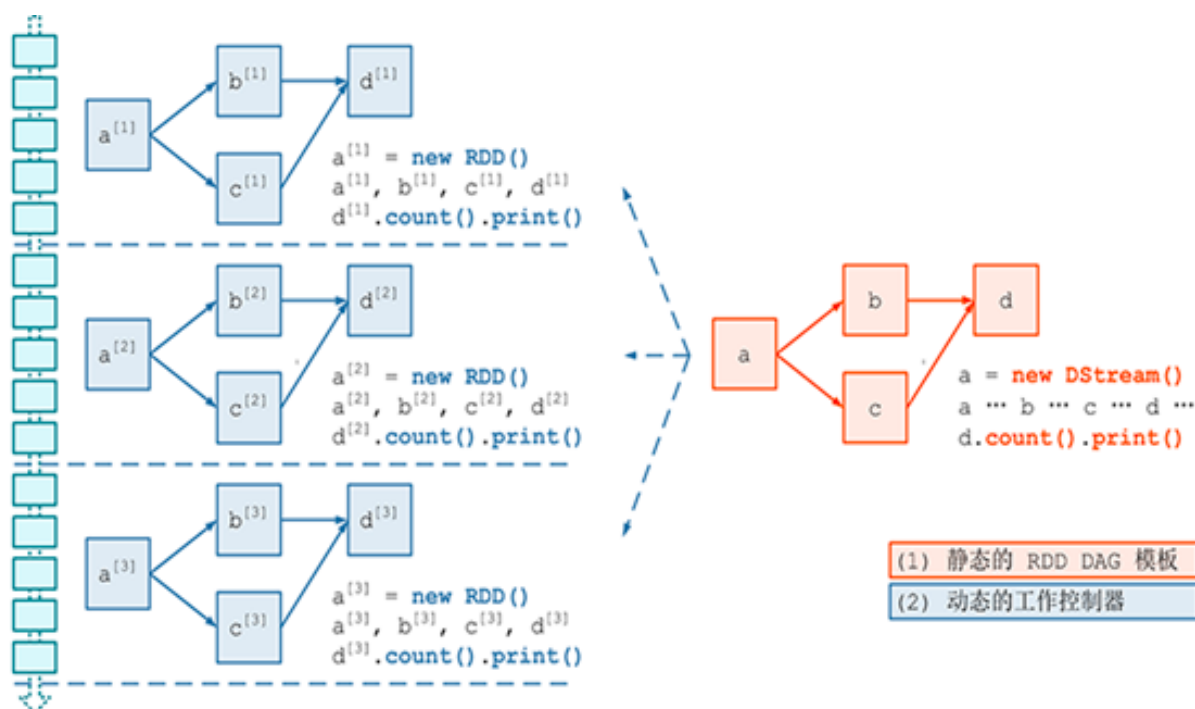 b[1]
d[1]
a[1]
c[1]
a[1] = new RDD()
a[1], b[1], c[1], d[1]
d[1].count().print()
b[2]
d[2]
a[2]
c[2]
a[2] = new RDD()
a[2], b[2], c[2], d[2]
d[2].count().print()
b[3]
d[3]
a[3]
c[3]
a[3] = new RDD()
a[3], b[3], c[3], d[3]
d[3].count().print()
b
d
a
c
a = new DStream()
a … b … c … d …
d.count().print()
(1) 静态的 RDD DAG 模板
(2) 动态的工作控制器